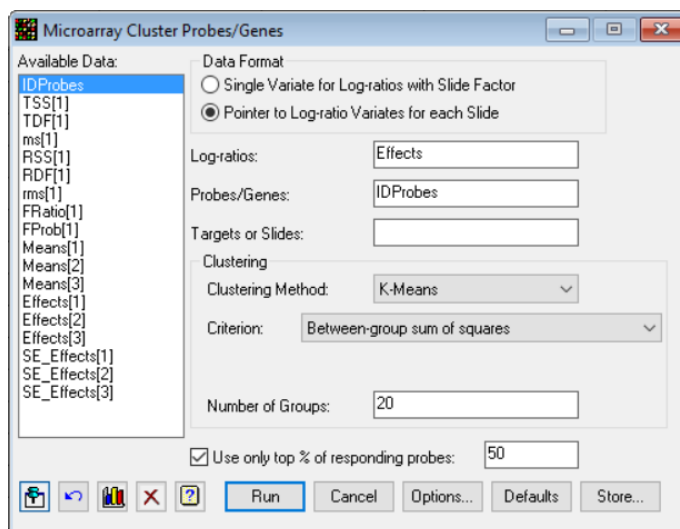 Microarray Cluster Probes/Genes
Available Data:
IDProbes
TSS[1]
TDF[1]
ms[1]
RSS[1]
RDF[1]
rms[1]
FRatio[1]
FProb[1]
Means[1]
Means[2]
Means[3]
Effects[1]
Effects[2]
Effects[3]
SE_Effects[1]
SE_Effects[2]
SE_Effects[3]
Data Format
Single Variate for Log-ratios with Slide Factor
Pointer to Log-ratio Variates for each Slide
Log-ratios: Effects
Probes/Genes: IDProbes
Targets or Slides:
Clustering
Clustering Method: K-Means
Criterion: Between-group sum of squares
Number of Groups: 20
Use only top % of responding probes: 50
Run Cancel Options... Defaults Store...